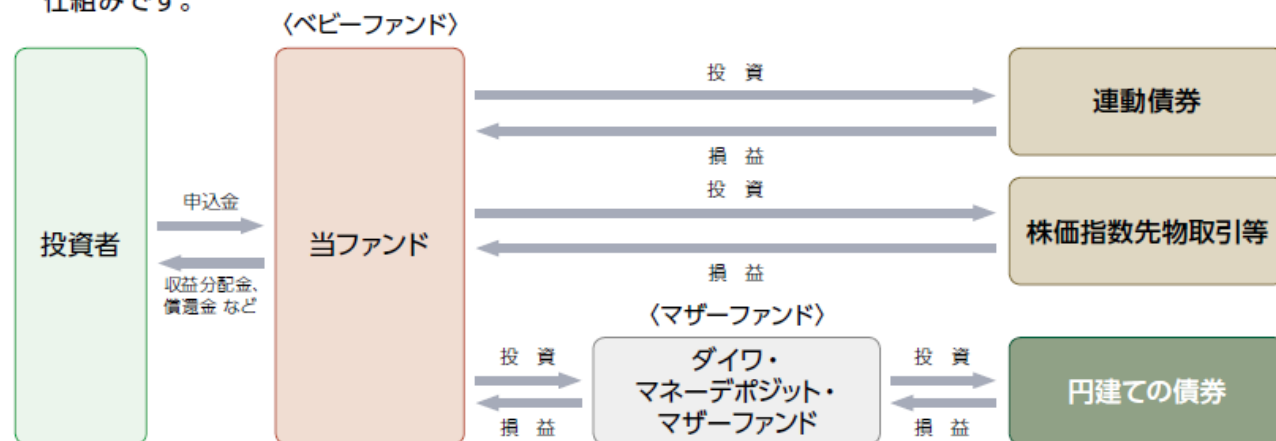 仕組みです。
〈ベビーファンド〉
投資者
申込金
収益分配金、
償還金 など
当ファンド
投 資
損 益
連動債券
投 資
損 益
株価指数先物取引等
〈マザーファンド〉
投 資
損 益
ダイワ・
マネーデポジット・
マザーファンド
投 資
損 益
円建ての債券